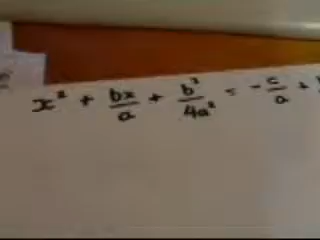 x² + bx/a + b²/4a² = -c/a +